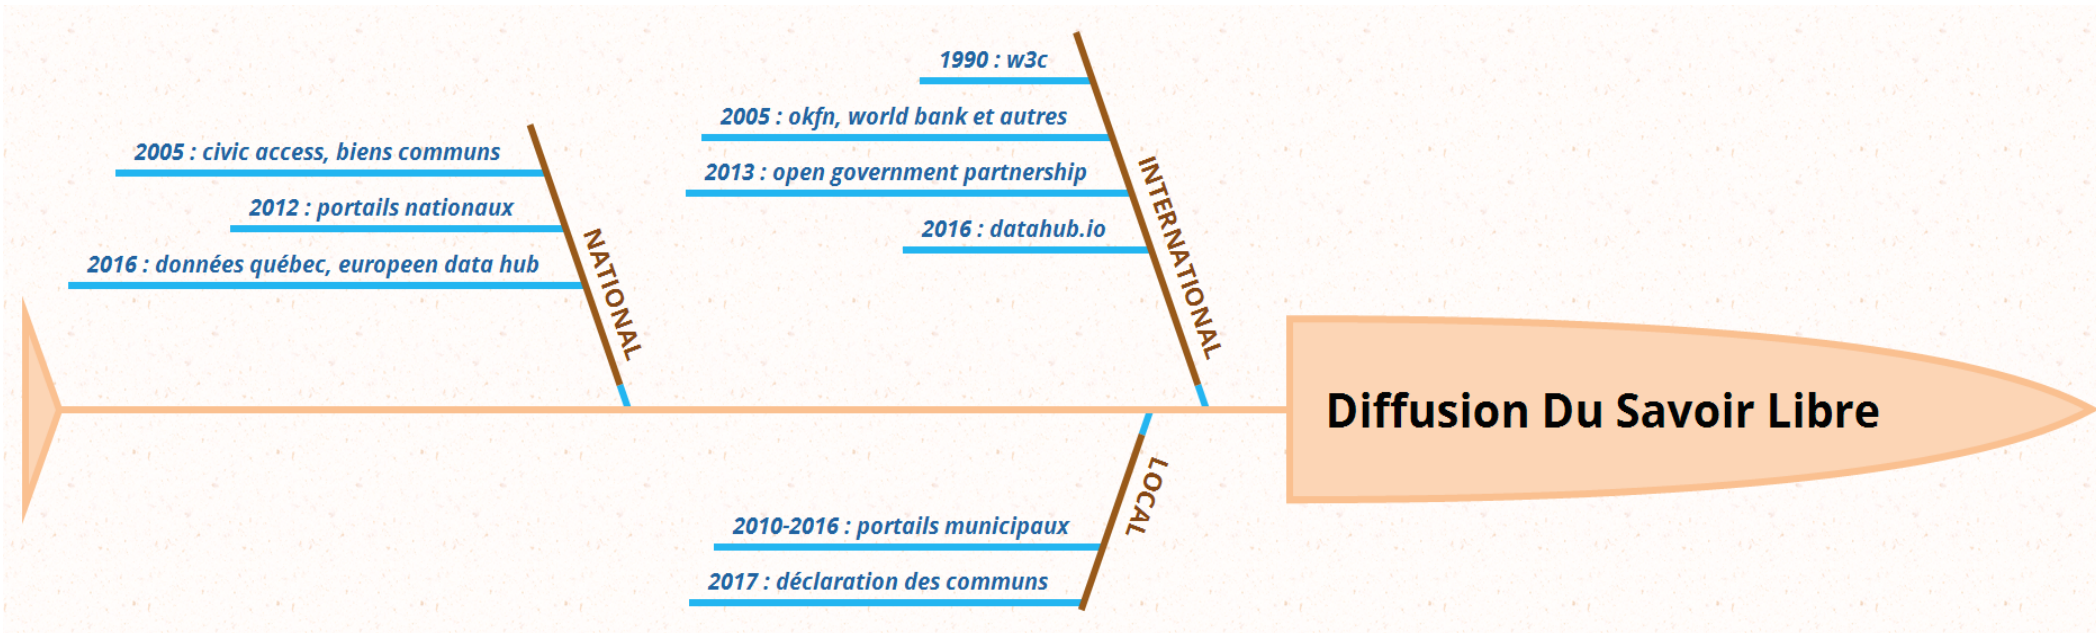 2005 : civic access, biens communs
2012 : portails nationaux
2016 : données québec, europeen data hub
NATIONAL
1990 : w3c
2005 : okfn, world bank et autres
2013 : open government partnership
2016 : datahub.io
INTERNATIONAL
Diffusion Du Savoir Libre
LOCAL
2010-2016 : portails municipaux
2017 : déclaration des communs